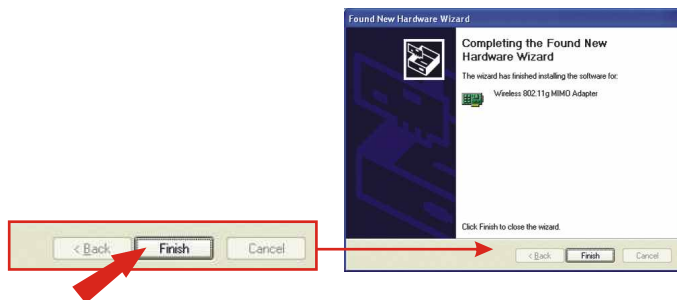 Found New Hardware Wizard
Completing the Found New
Hardware Wizard
The wizard has finished installing the software for:
Wireless 802.11g MIMO Adapter
Click Finish to close the wizard.
< Back Finish Cancel
< Back Finish Cancel